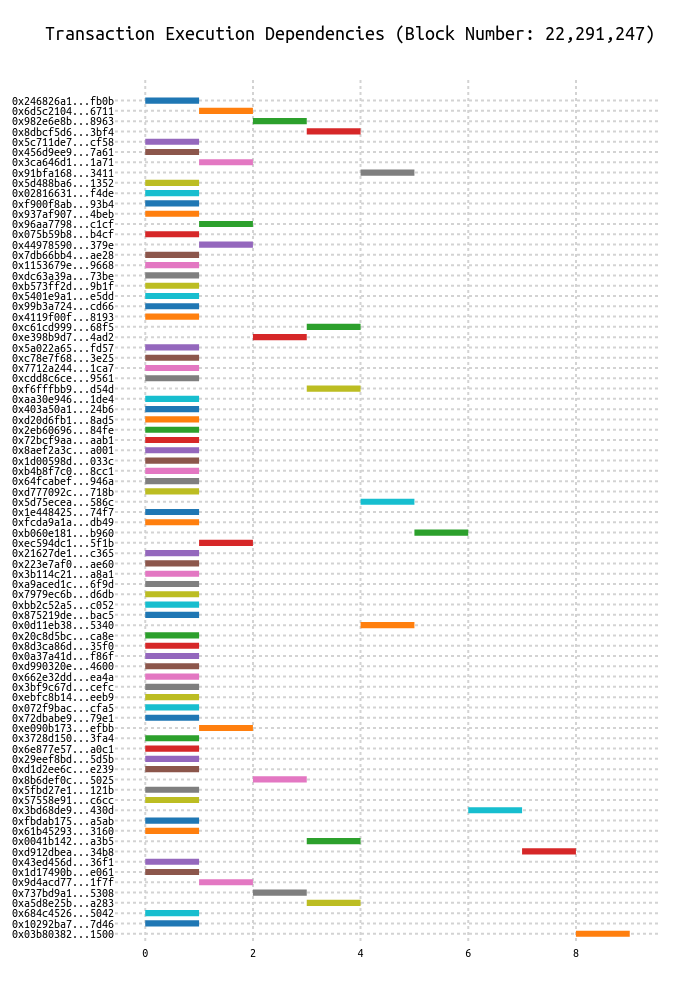 Transaction Execution Dependencies (Block Number: 22,291,247)
0x246826a1...fb0b
0x6d5c2104...6711
0x982e6e8b...8963
0x8dbcf5d6...3bf4
0x5c711de7...cf58
0x456d9ee9...7a61
0x3ca646d1...1a71
0x91bfa168...3411
0x5d488ba6...1352
0x02816631...f4de
0xf900f8ab...93b4
0x937af907...4beb
0x96aa7798...c1cf
0x075b59b8...b4cf
0x44978590...379e
0x7db66bb4...ae28
0x1153679e...9668
0xdc63a39a...73be
0xb573ff2d...9b1f
0x5401e9a1...e5dd
0x99b3a724...cd66
0x4119f00f...8193
0xc61cd999...68f5
0xe398b9d7...4ad2
0x5a022a65...fd57
0xc78e7f68...3e25
0x7712a244...1ca7
0xcdd8c6ce...9561
0xf6fffbb9...d54d
0xaa30e946...1de4
0x403a50a1...24b6
0xd20d6fb1...8ad5
0x2eb60696...84fe
0x72bcf9aa...aab1
0x8aef2a3c...a001
0x1d00598d...033c
0xb4b8f7c0...8cc1
0x64fcabef...946a
0xd777092c...718b
0x5d75ecea...586c
0x1e448425...74f7
0xfcda9a1a...db49
0xb060e181...b960
0xec594dc1...5f1b
0x21627de1...c365
0x223e7af0...ae60
0x3b114c21...a8a1
0xa9aced1c...6f9d
0x7979ec6b...d6db
0xbb2c52a5...c052
0x875219de...bac5
0x0d11eb38...5340
0x20c8d5bc...ca8e
0x8d3ca86d...35f0
0x0a37a41d...f86f
0xd990320e...4600
0x662e32dd...ea4a
0x3bf9c67d...cefc
0xebfc8b14...eeb9
0x072f9bac...cfa5
0x72dbabe9...79e1
0xe090b173...efbb
0x3728d150...3fa4
0x6e877e57...a0c1
0x29eef8bd...5d5b
0xd1d2ee6c...e239
0x8b6def0c...5025
0x5fbd27e1...121b
0x57558e91...c6cc
0x3bd68de9...430d
0xfbdab175...a5ab
0x61b45293...3160
0x0041b142...a3b5
0xd912dbea...34b8
0x43ed456d...36f1
0x1d17490b...e061
0x9d4acd77...1f7f
0x737bd9a1...5308
0xa5d8e25b...a283
0x684c4526...5042
0x10292ba7...7d46
0x03b80382...1500
0 2 4 6 8